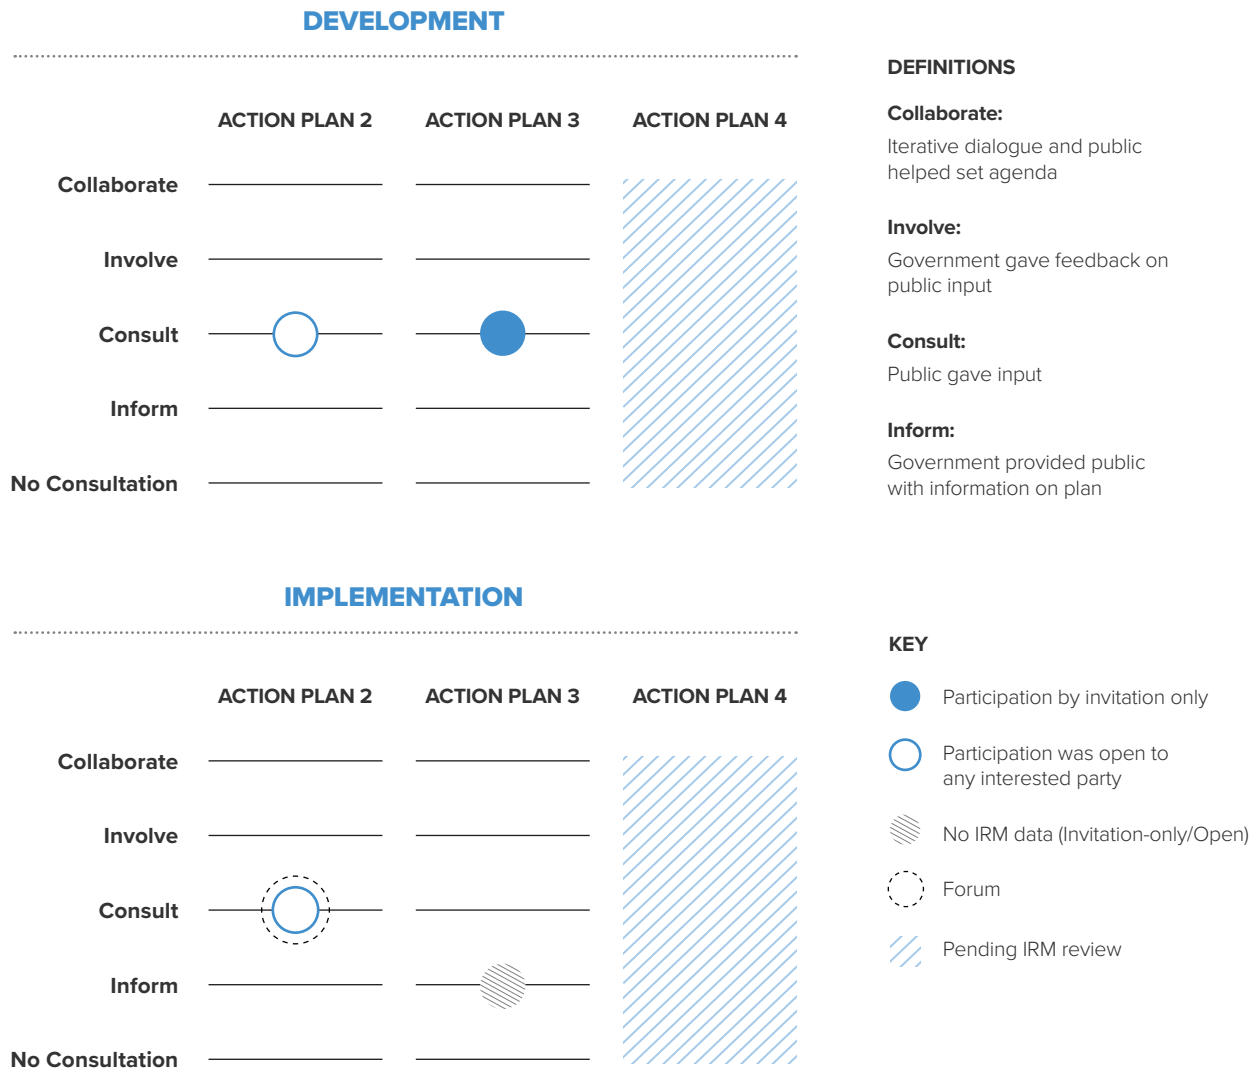 DEVELOPMENT
ACTION PLAN 2
ACTION PLAN 3
ACTION PLAN 4
Collaborate
Involve
Consult
Inform
No Consultation
DEFINITIONS
Collaborate:
Iterative dialogue and public
helped set agenda
Involve:
Government gave feedback on
public input
Consult:
Public gave input
Inform:
Government provided public
with information on plan
IMPLEMENTATION
ACTION PLAN 2
ACTION PLAN 3
ACTION PLAN 4
Collaborate
Involve
Consult
Inform
No Consultation
KEY
Participation by invitation only
Participation was open to
any interested party
No IRM data (Invitation-only/Open)
Forum
Pending IRM review